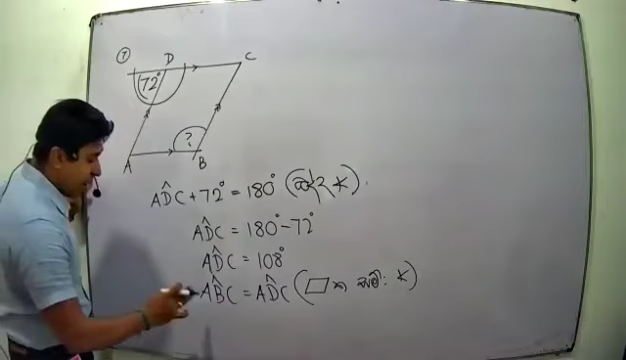 7
D
C
72°
?
A
B
AD̂C + 72° = 180° (
AD̂C = 180° - 72°
AD̂C = 108°
AB̂C = AD̂C (